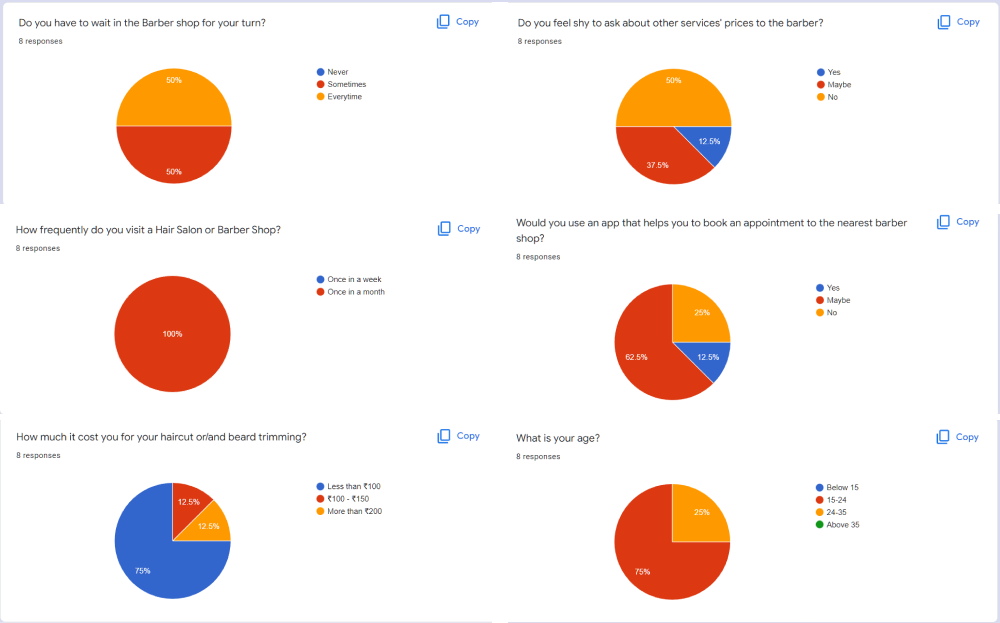 Do you have to wait in the Barber shop for your turn?
Copy
8 responses
50%
50%
Never
Sometimes
Everytime
Do you feel shy to ask about other services' prices to the barber?
Copy
8 responses
50%
12.5%
37.5%
Yes
Maybe
No
How frequently do you visit a Hair Salon or Barber Shop?
Copy
8 responses
100%
Once in a week
Once in a month
Would you use an app that helps you to book an appointment to the nearest barber
shop?
Copy
8 responses
25%
62.5%
12.5%
Yes
Maybe
No
How much it cost you for your haircut or/and beard trimming?
Copy
8 responses
12.5%
12.5%
75%
Less than ₹100
₹100 - ₹150
More than ₹200
What is your age?
Copy
8 responses
25%
75%
Below 15
15-24
24-35
Above 35